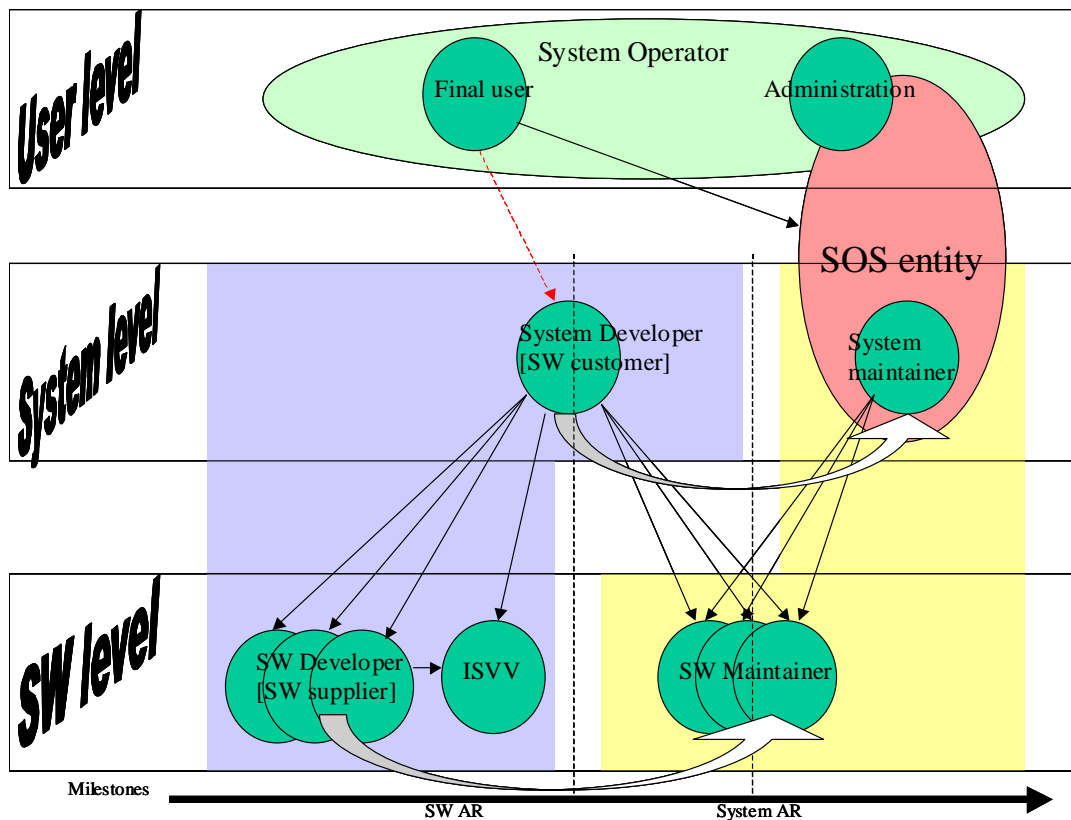 User level
System Operator
Final user
Administration
System level
SOS entity
System Developer
[SW customer]
System
maintainer
SW level
SW Developer
[SW supplier]
ISVV
SW Maintainer
Milestones
SW AR
System AR